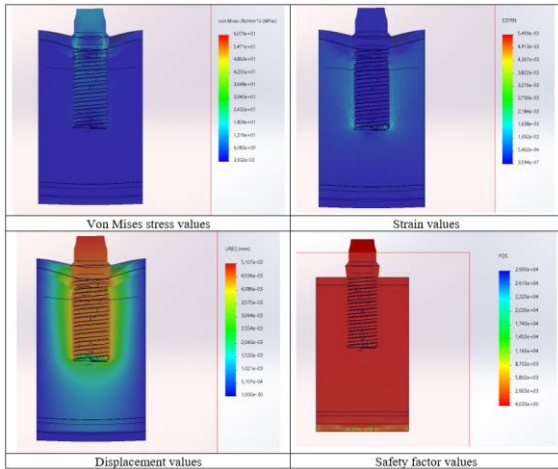 von Mises (N/mm^2 (MPa))
6,079e+01
5,471e+01
4,863e+01
4,255e+01
3,648e+01
3,040e+01
2,432e+01
1,824e+01
1,216e+01
6,080e+00
2,602e-02
ESTRN
5,459e-03
4,913e-03
4,367e-03
3,822e-03
3,276e-03
2,730e-03
2,184e-03
1,638e-03
1,092e-03
5,462e-04
3,594e-07
Von Mises stress values
Strain values
URES (mm)
5,107e-03
4,596e-03
4,086e-03
3,575e-03
3,064e-03
2,554e-03
2,043e-03
1,532e-03
1,021e-03
5,107e-04
1,000e-30
FOS
2,900e+04
2,610e+04
2,320e+04
2,030e+04
1,740e+04
1,450e+04
1,160e+04
8,703e+03
5,802e+03
2,903e+03
4,030e+00
Displacement values
Safety factor values